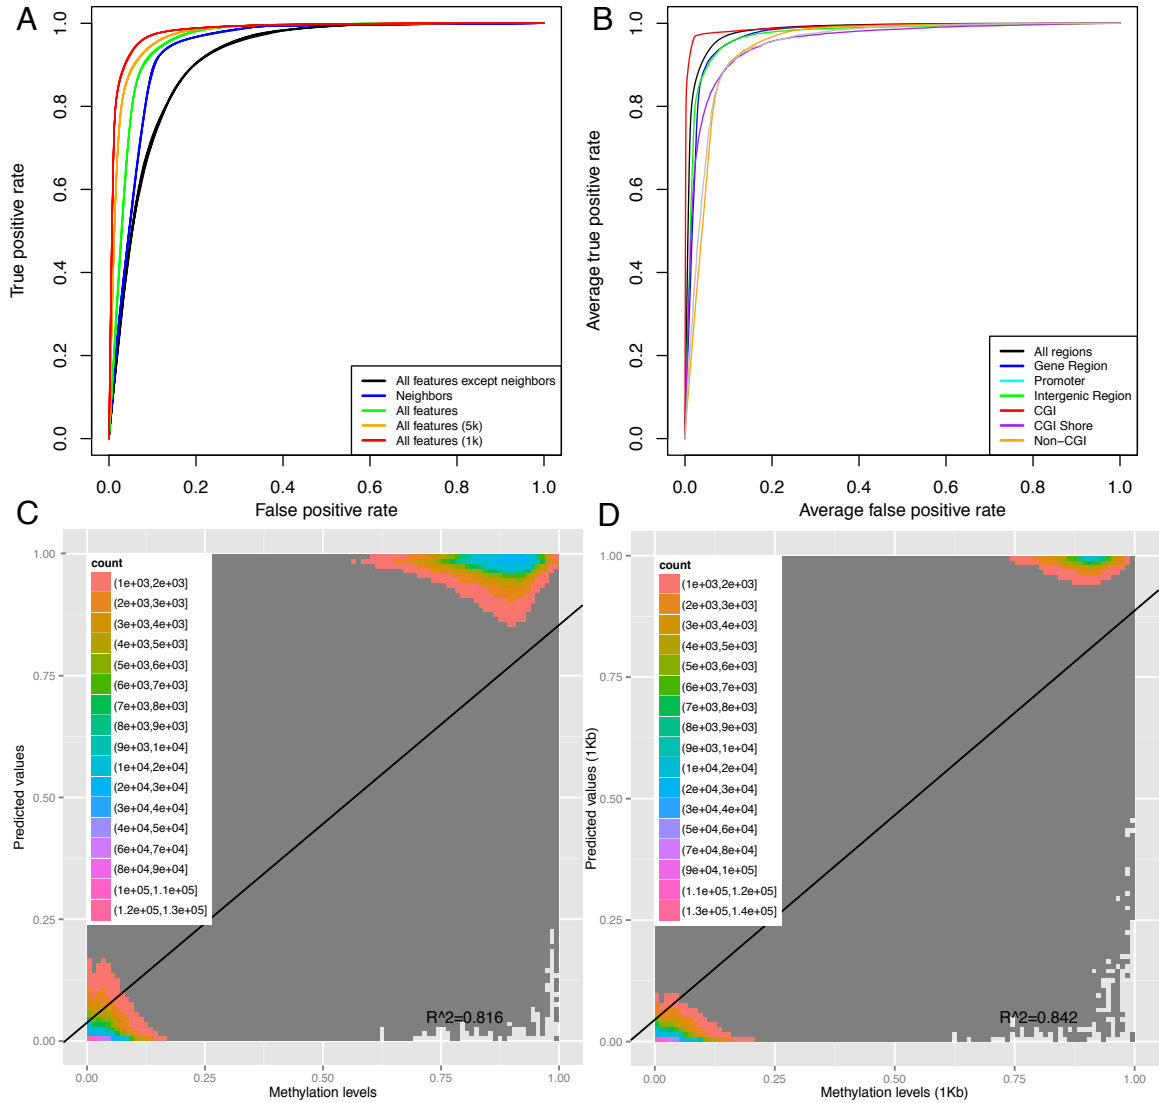 A
True positive rate
1.0
0.8
0.6
0.4
0.2
0.0
All features except neighbors
Neighbors
All features
All features (5k)
All features (1k)
0.0 0.2 0.4 0.6 0.8 1.0
False positive rate
B
Average true positive rate
1.0
0.8
0.6
0.4
0.2
0.0
All regions
Gene Region
Promoter
Intergenic Region
CGI
CGI Shore
Non−CGI
0.0 0.2 0.4 0.6 0.8 1.0
Average false positive rate
C
Predicted values
1.00
0.75
0.50
0.25
0.00
count
(1e+03,2e+03]
(2e+03,3e+03]
(3e+03,4e+03]
(4e+03,5e+03]
(5e+03,6e+03]
(6e+03,7e+03]
(7e+03,8e+03]
(8e+03,9e+03]
(9e+03,1e+04]
(1e+04,2e+04]
(2e+04,3e+04]
(3e+04,4e+04]
(4e+04,5e+04]
(6e+04,7e+04]
(8e+04,9e+04]
(1e+05,1.1e+05]
(1.2e+05,1.3e+05]
R^2=0.816
0.00 0.25 0.50 0.75 1.00
Methylation levels
D
Predicted values (1Kb)
1.00
0.75
0.50
0.25
0.00
count
(1e+03,2e+03]
(2e+03,3e+03]
(3e+03,4e+03]
(4e+03,5e+03]
(5e+03,6e+03]
(6e+03,7e+03]
(7e+03,8e+03]
(8e+03,9e+03]
(9e+03,1e+04]
(1e+04,2e+04]
(2e+04,3e+04]
(3e+04,4e+04]
(5e+04,6e+04]
(7e+04,8e+04]
(9e+04,1e+05]
(1.1e+05,1.2e+05]
(1.3e+05,1.4e+05]
R^2=0.842
0.00 0.25 0.50 0.75 1.00
Methylation levels (1Kb)